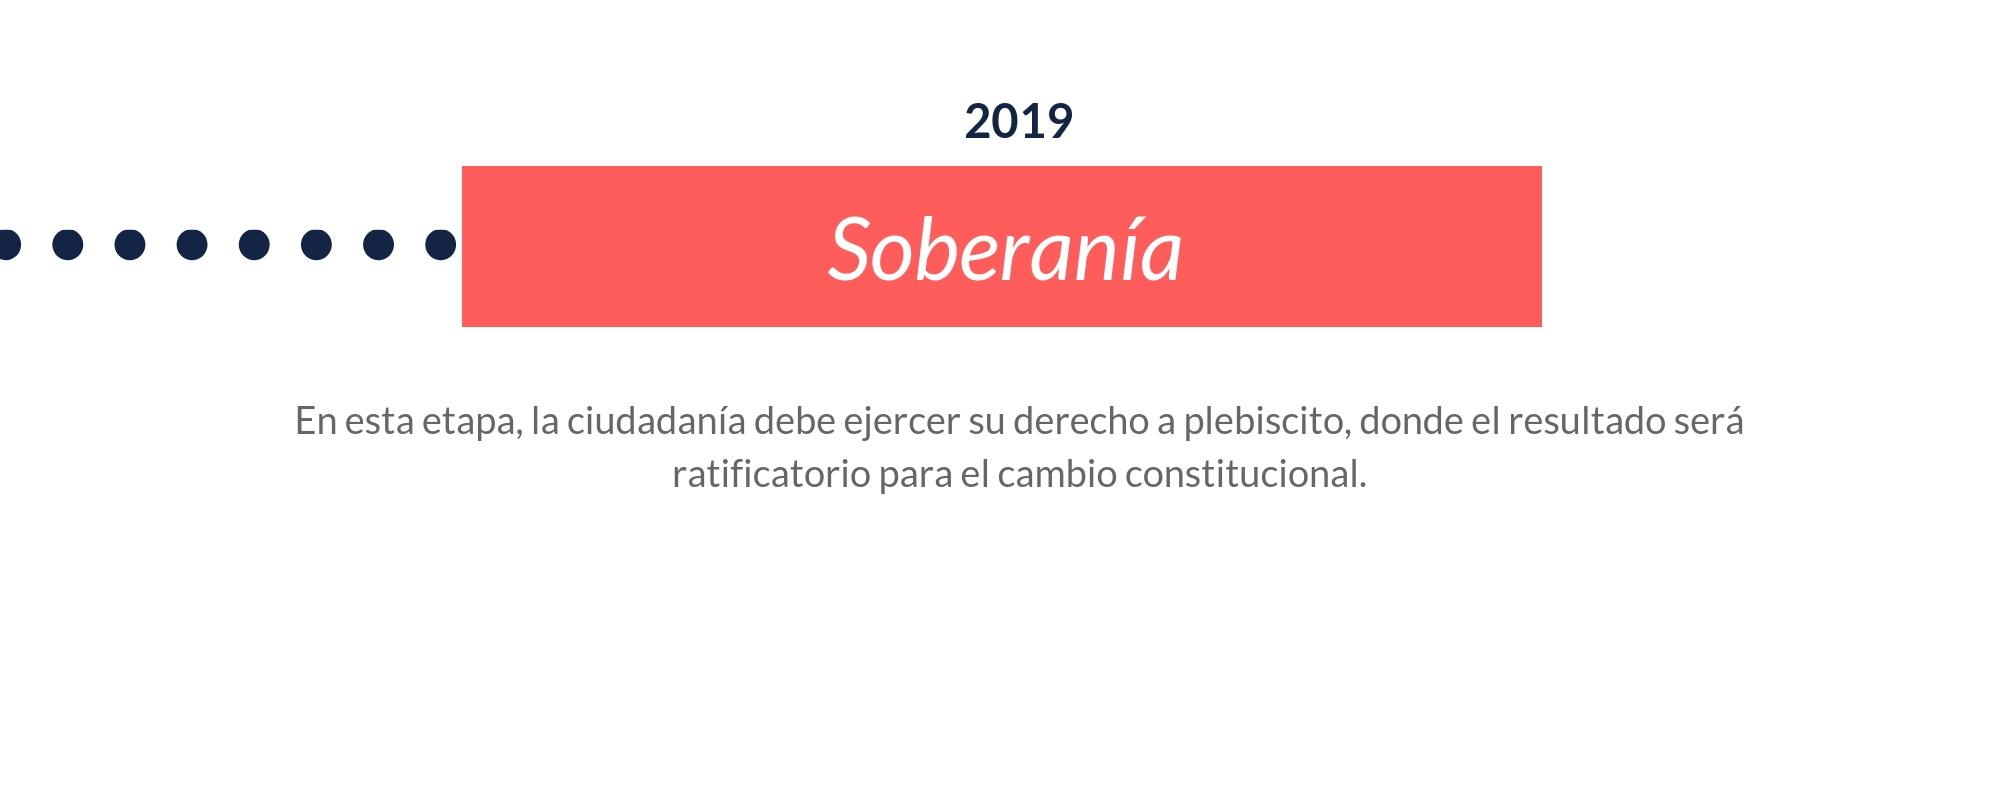 2019
Soberanía
En esta etapa, la ciudadanía debe ejercer su derecho a plebiscito, donde el resultado será
ratificatorio para el cambio constitucional.